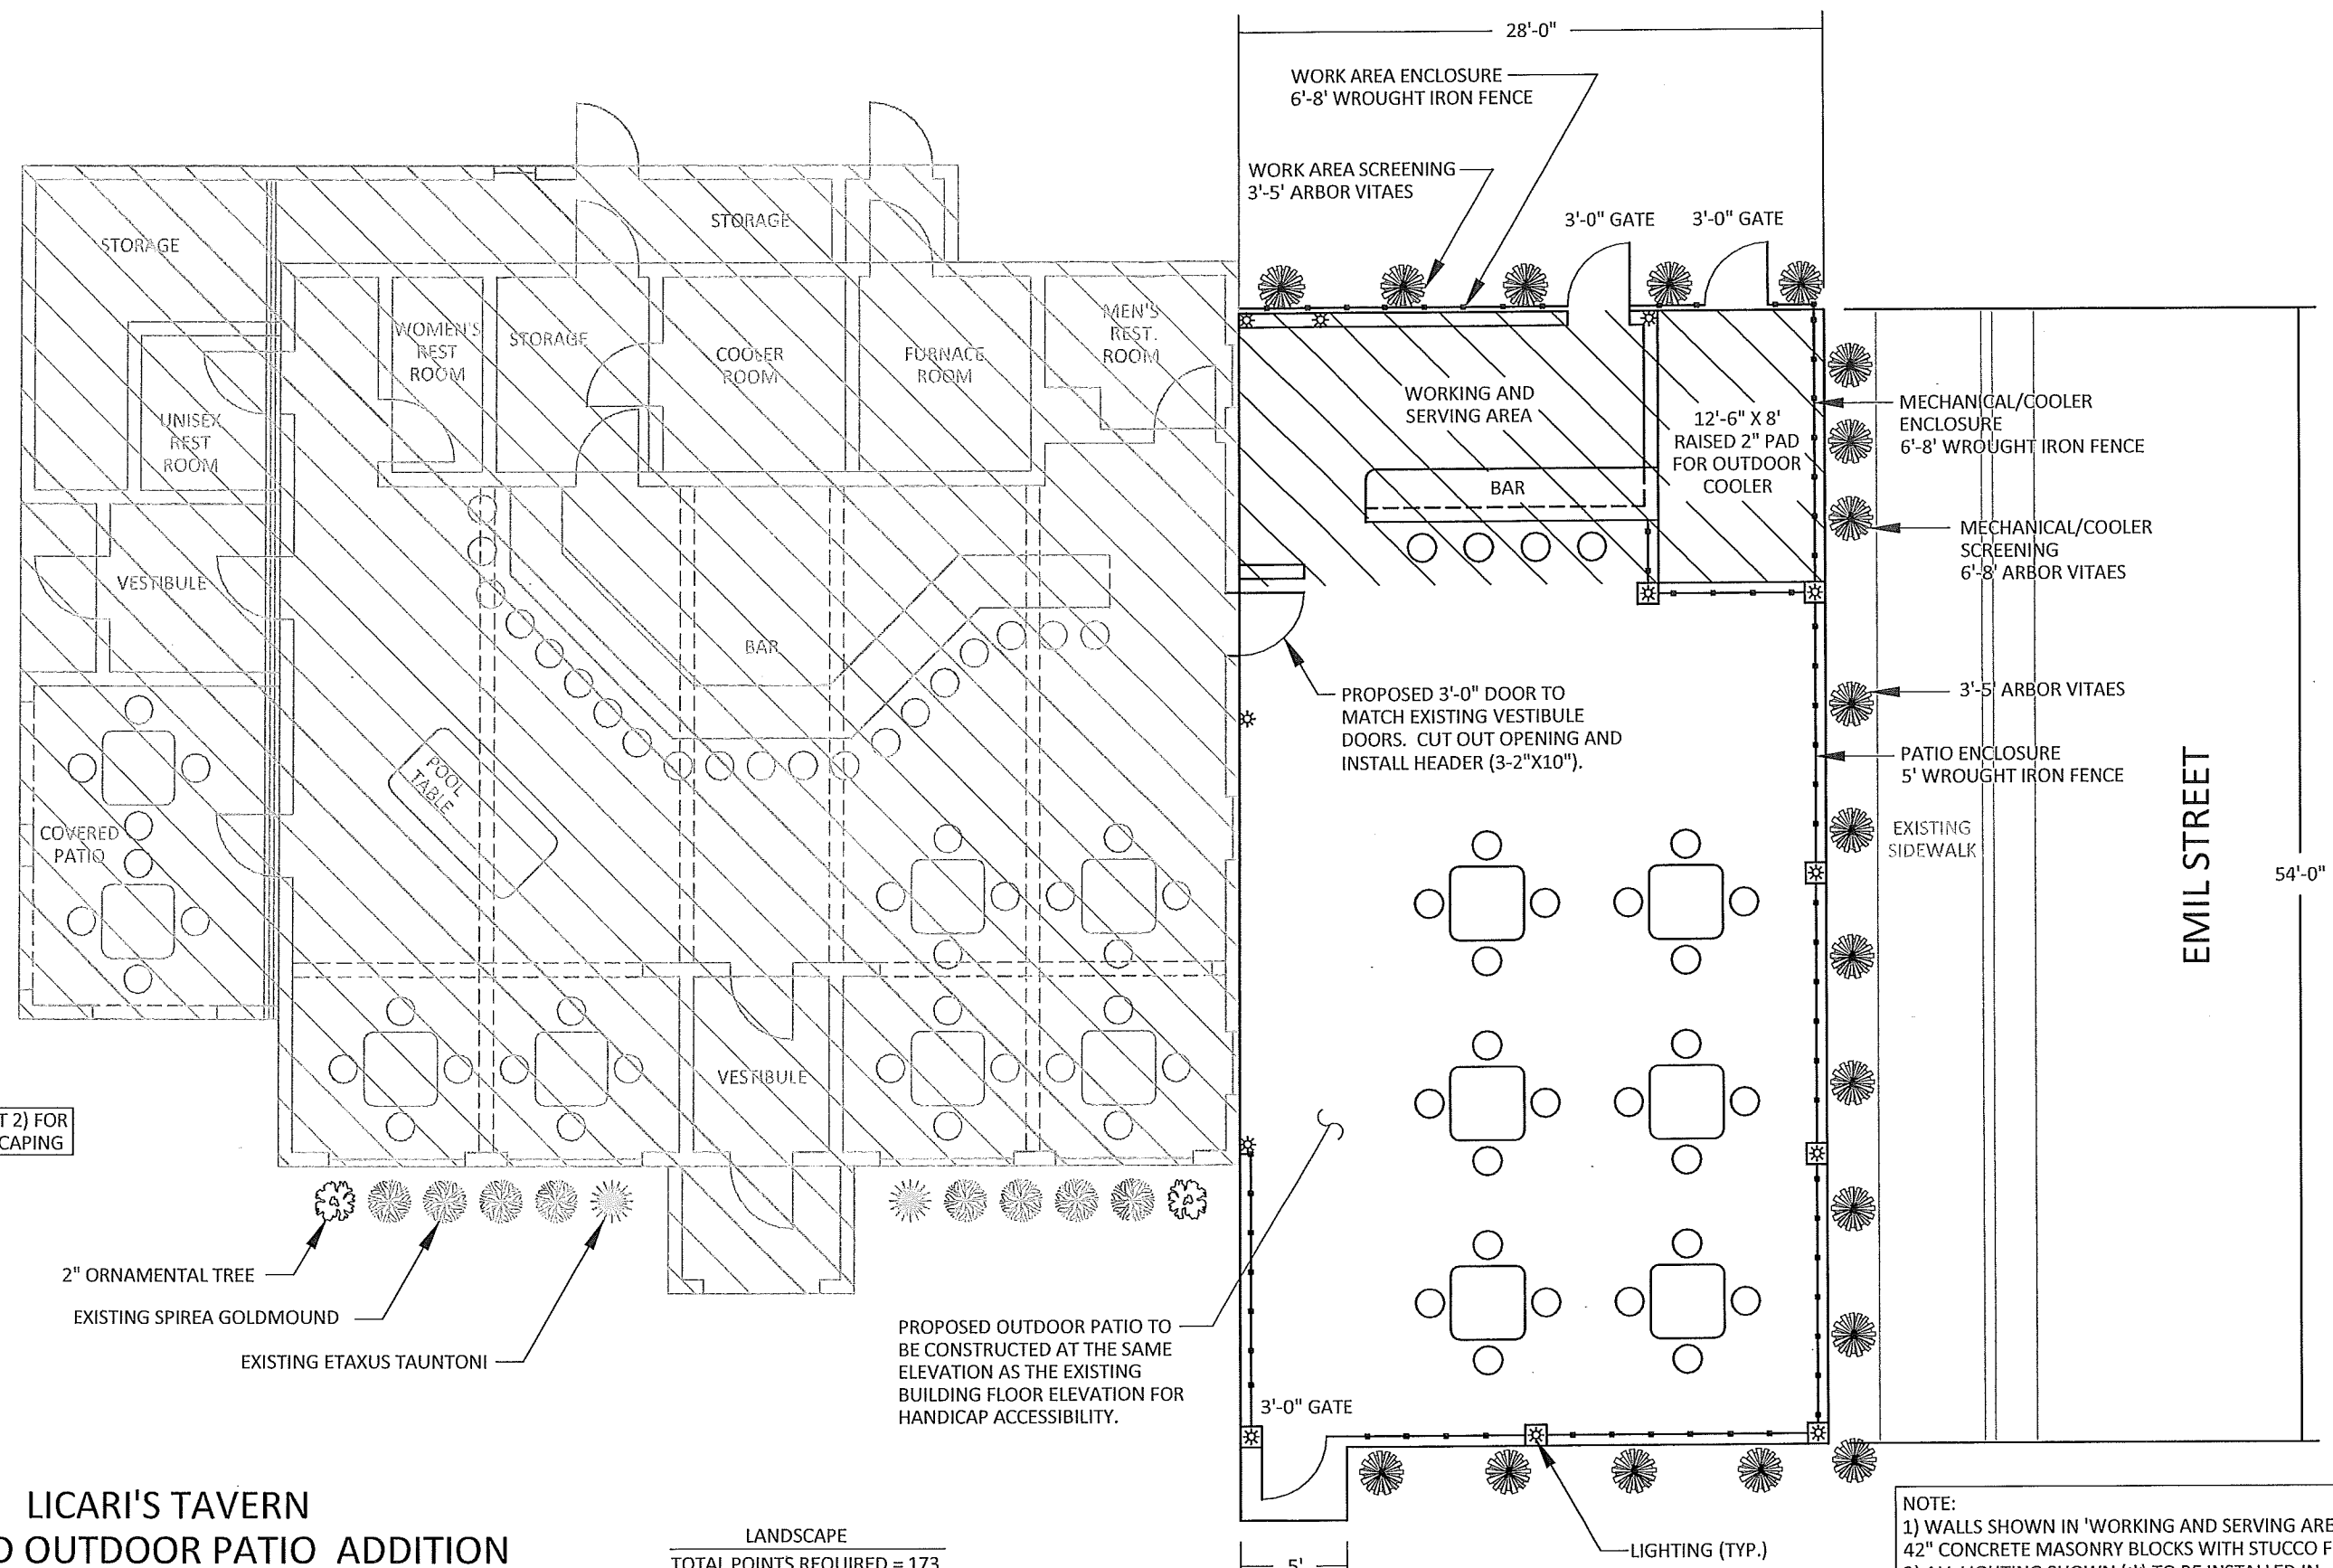 28'-0"
WORK AREA ENCLOSURE
6'-8' WROUGHT IRON FENCE
WORK AREA SCREENING
3'-5' ARBOR VITAES
3'-0" GATE
3'-0" GATE
STORAGE
STORAGE
WOMEN'S
REST
ROOM
STORAGE
COOLER
ROOM
FURNACE
ROOM
MEN'S
REST.
ROOM
UNISEX
REST
ROOM
WORKING AND
SERVING AREA
12'-6" X 8'
RAISED 2" PAD
FOR OUTDOOR
COOLER
BAR
MECHANICAL/COOLER
ENCLOSURE
6'-8' WROUGHT IRON FENCE
MECHANICAL/COOLER
SCREENING
6'-8' ARBOR VITAES
VESTIBULE
BAR
3'-5' ARBOR VITAES
PROPOSED 3'-0" DOOR TO
MATCH EXISTING VESTIBULE
DOORS. CUT OUT OPENING AND
INSTALL HEADER (3-2"X10").
PATIO ENCLOSURE
5' WROUGHT IRON FENCE
POOL
TABLE
COVERED
PATIO
EXISTING
SIDEWALK
EMIL STREET
54'-0"
VESTIBULE
T 2) FOR
CAPING
2" ORNAMENTAL TREE
EXISTING SPIREA GOLDMOUND
EXISTING ETAXUS TAUNTONI
PROPOSED OUTDOOR PATIO TO
BE CONSTRUCTED AT THE SAME
ELEVATION AS THE EXISTING
BUILDING FLOOR ELEVATION FOR
HANDICAP ACCESSIBILITY.
3'-0" GATE
LICARI'S TAVERN
OUTDOOR PATIO ADDITION
LANDSCAPE
TOTAL POINTS REQUIRED = 173
5'
LIGHTING (TYP.)
NOTE:
1) WALLS SHOWN IN 'WORKING AND SERVING ARE
42" CONCRETE MASONRY BLOCKS WITH STUCCO F